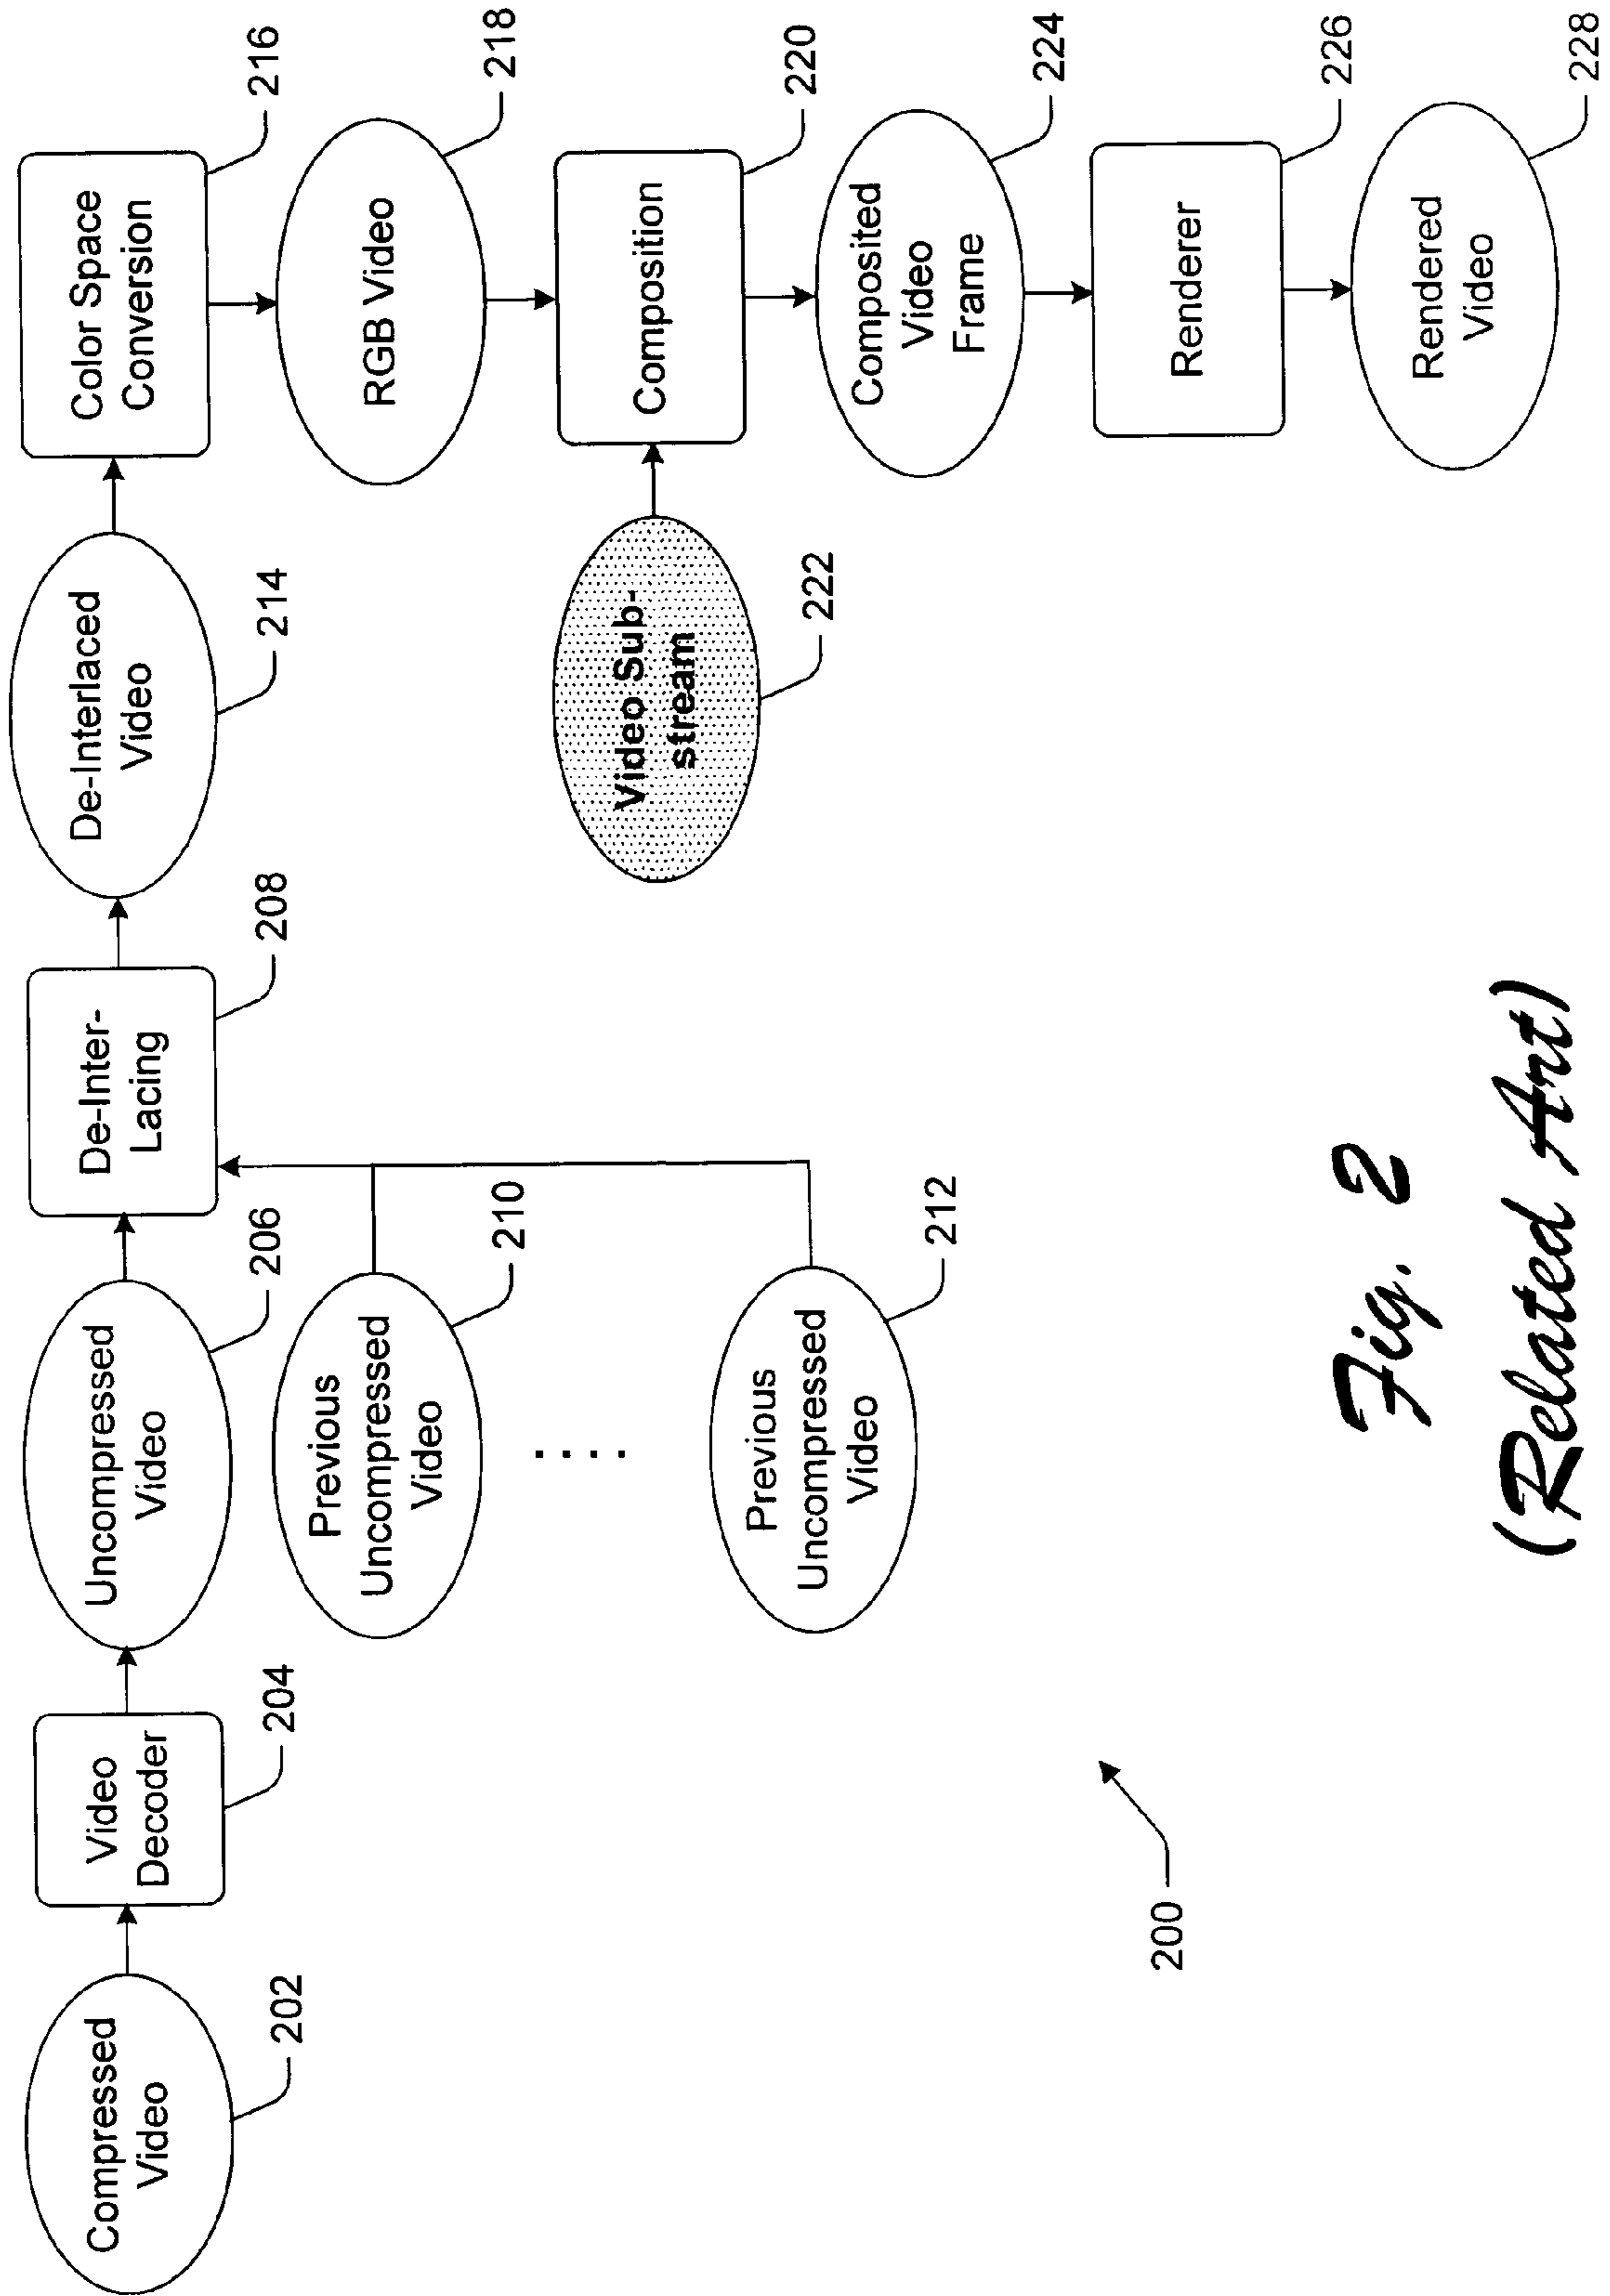 Compressed
Video
202
Video
Decoder
204
Uncompressed
Video
206
Previous
Uncompressed
Video
210
. . . .
Previous
Uncompressed
Video
212
De-Inter-
Lacing
208
De-Interlaced
Video
214
Color Space
Conversion
216
RGB Video
218
Video Sub-
stream
222
Composition
220
Composited
Video
Frame
224
Renderer
226
Rendered
Video
228
200
Fig. 2
(Related Art)